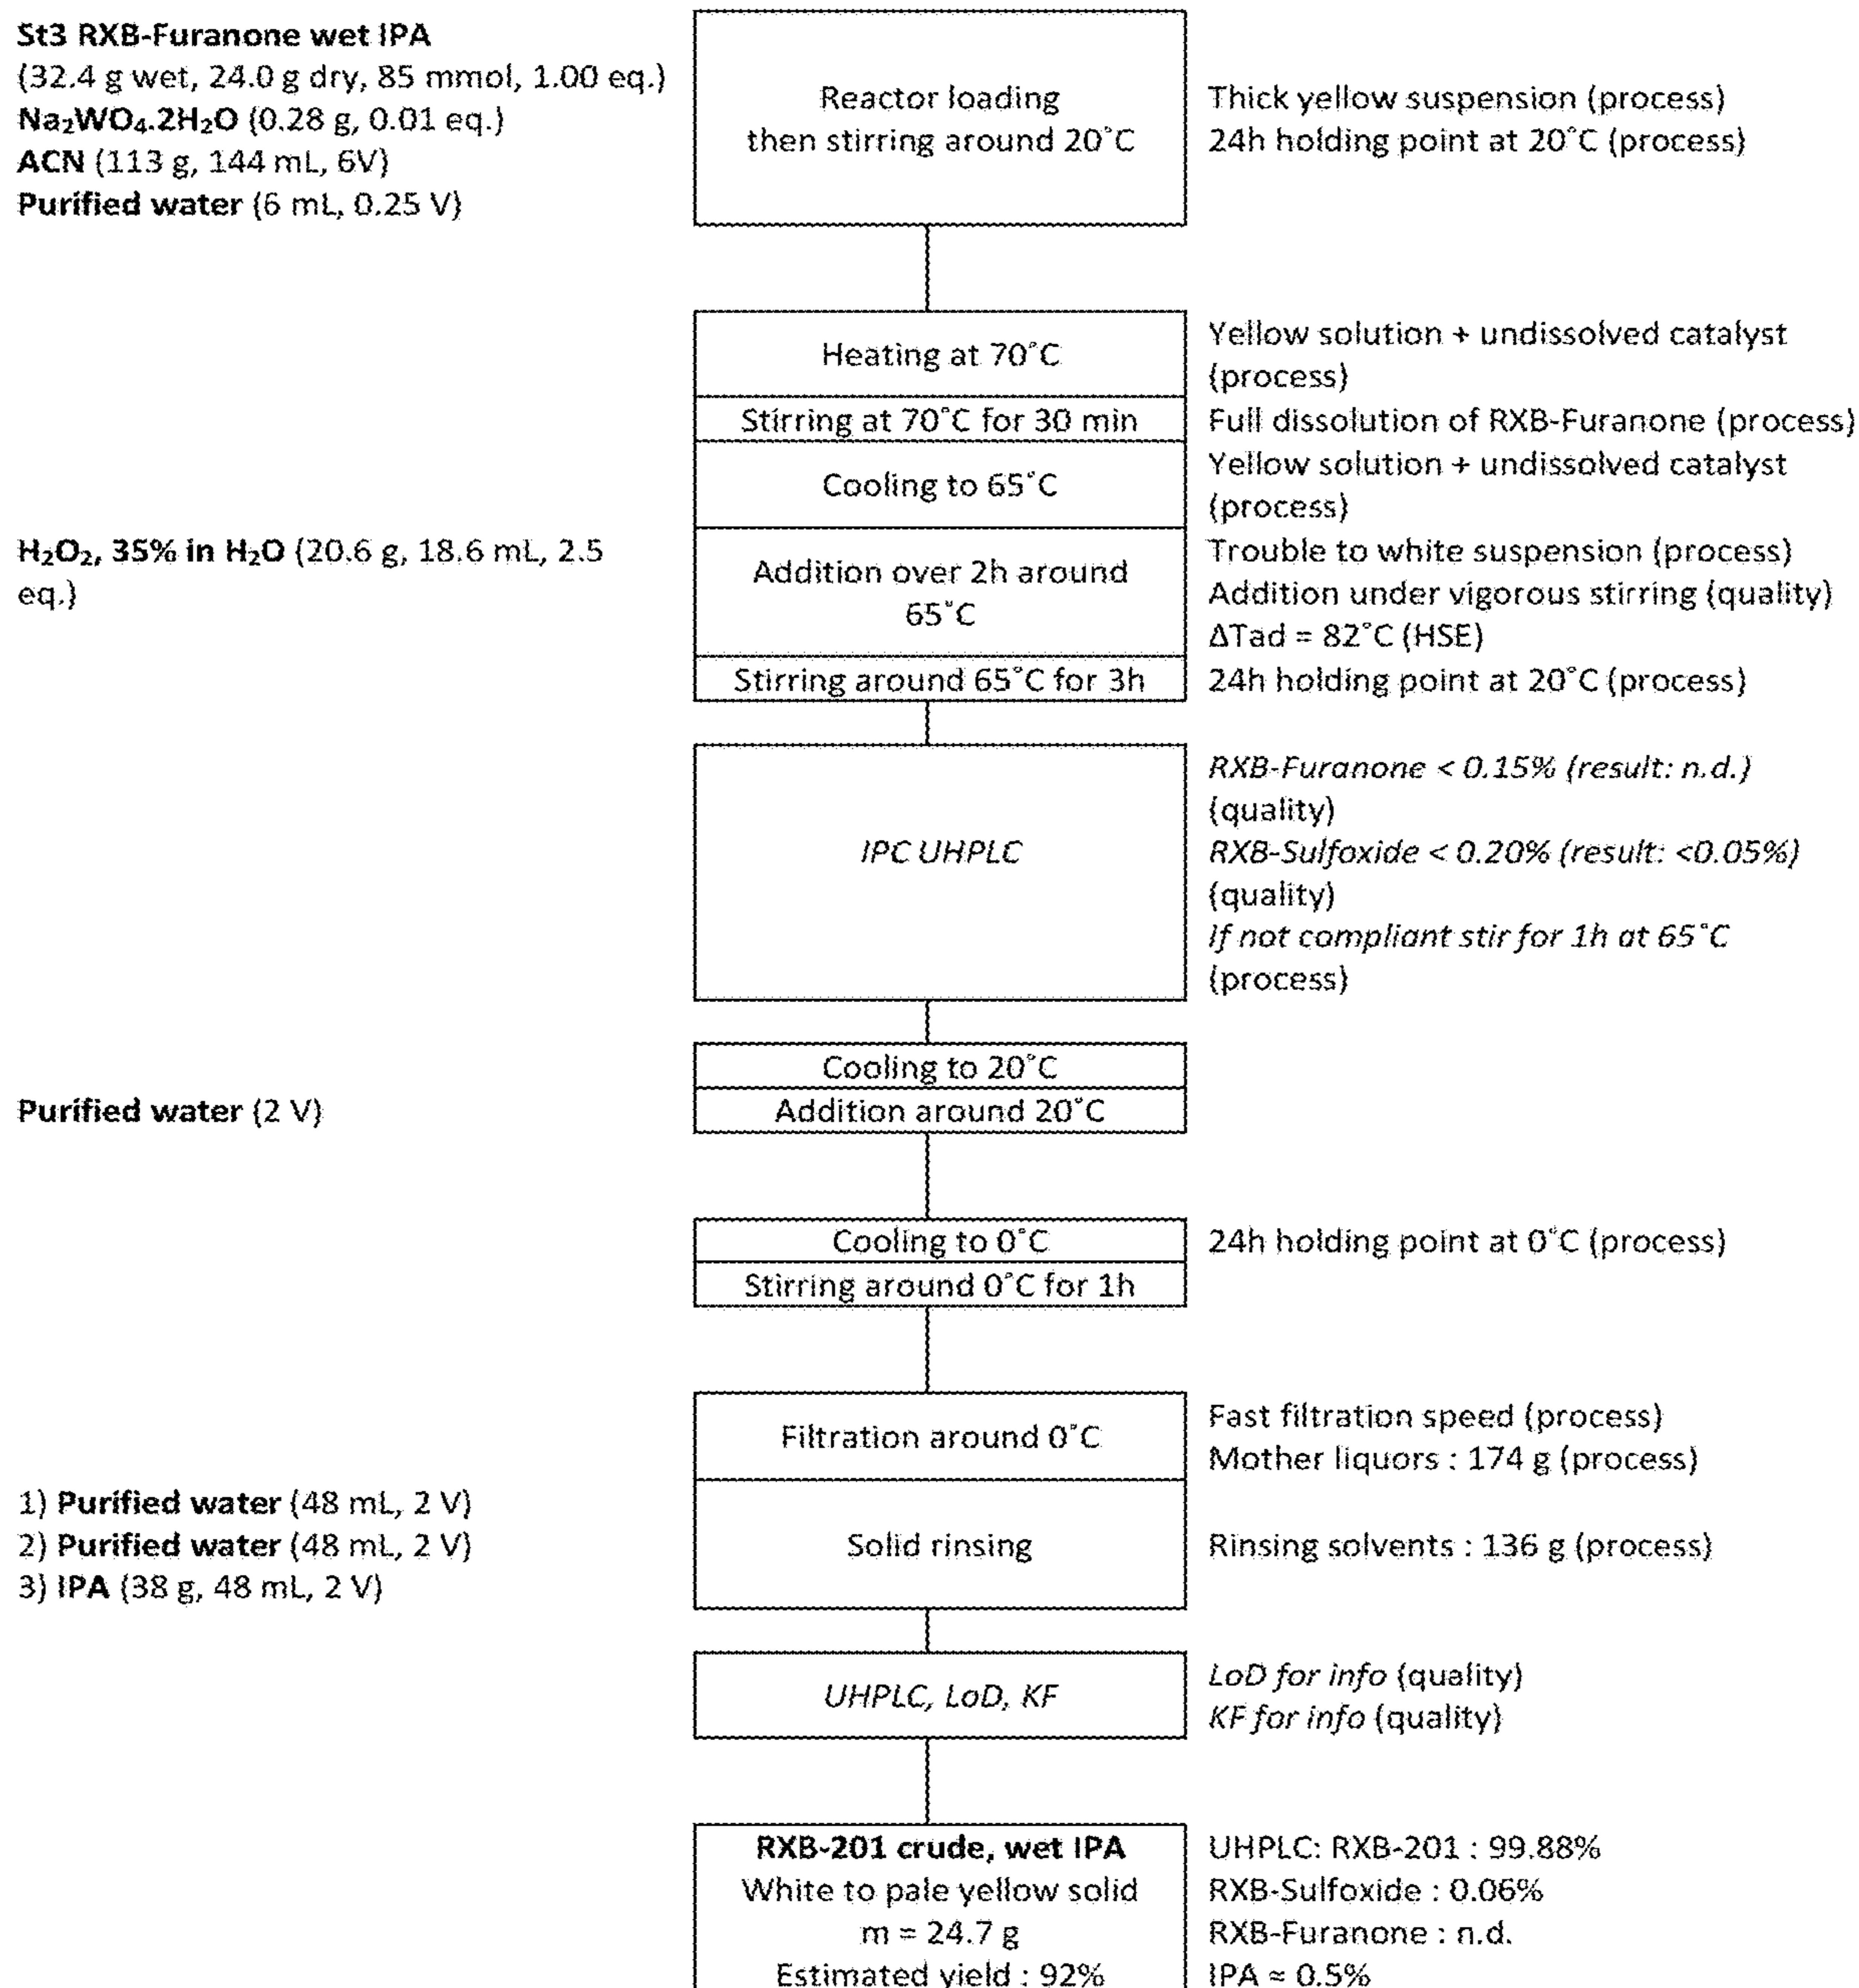 St3 RXB-Furanone wet IPA
(32.4 g wet, 24.0 g dry, 85 mmol, 1.00 eq.)
Na₂WO₄.2H₂O (0.28 g, 0.01 eq.)
ACN (113 g, 144 mL, 6V)
Purified water (6 mL, 0.25 V)
Reactor loading
then stirring around 20°C
Thick yellow suspension (process)
24h holding point at 20°C (process)
Heating at 70°C
Yellow solution + undissolved catalyst
(process)
Stirring at 70°C for 30 min
Full dissolution of RXB-Furanone (process)
Cooling to 65°C
Yellow solution + undissolved catalyst
(process)
H₂O₂, 35% in H₂O (20.6 g, 18.6 mL, 2.5
eq.)
Addition over 2h around
65°C
Trouble to white suspension (process)
Addition under vigorous stirring (quality)
ΔTad = 82°C (HSE)
Stirring around 65°C for 3h
24h holding point at 20°C (process)
IPC UHPLC
RXB-Furanone < 0.15% (result: n.d.)
(quality)
RXB-Sulfoxide < 0.20% (result: <0.05%)
(quality)
If not compliant stir for 1h at 65°C
(process)
Cooling to 20°C
Purified water (2 V)
Addition around 20°C
Cooling to 0°C
24h holding point at 0°C (process)
Stirring around 0°C for 1h
Filtration around 0°C
Fast filtration speed (process)
Mother liquors : 174 g (process)
1) Purified water (48 mL, 2 V)
2) Purified water (48 mL, 2 V)
3) IPA (38 g, 48 mL, 2 V)
Solid rinsing
Rinsing solvents : 136 g (process)
UHPLC, LoD, KF
LoD for info (quality)
KF for info (quality)
RXB-201 crude, wet IPA
White to pale yellow solid
m = 24.7 g
Estimated yield : 92%
UHPLC: RXB-201 : 99.88%
RXB-Sulfoxide : 0.06%
RXB-Furanone : n.d.
IPA ≈ 0.5%